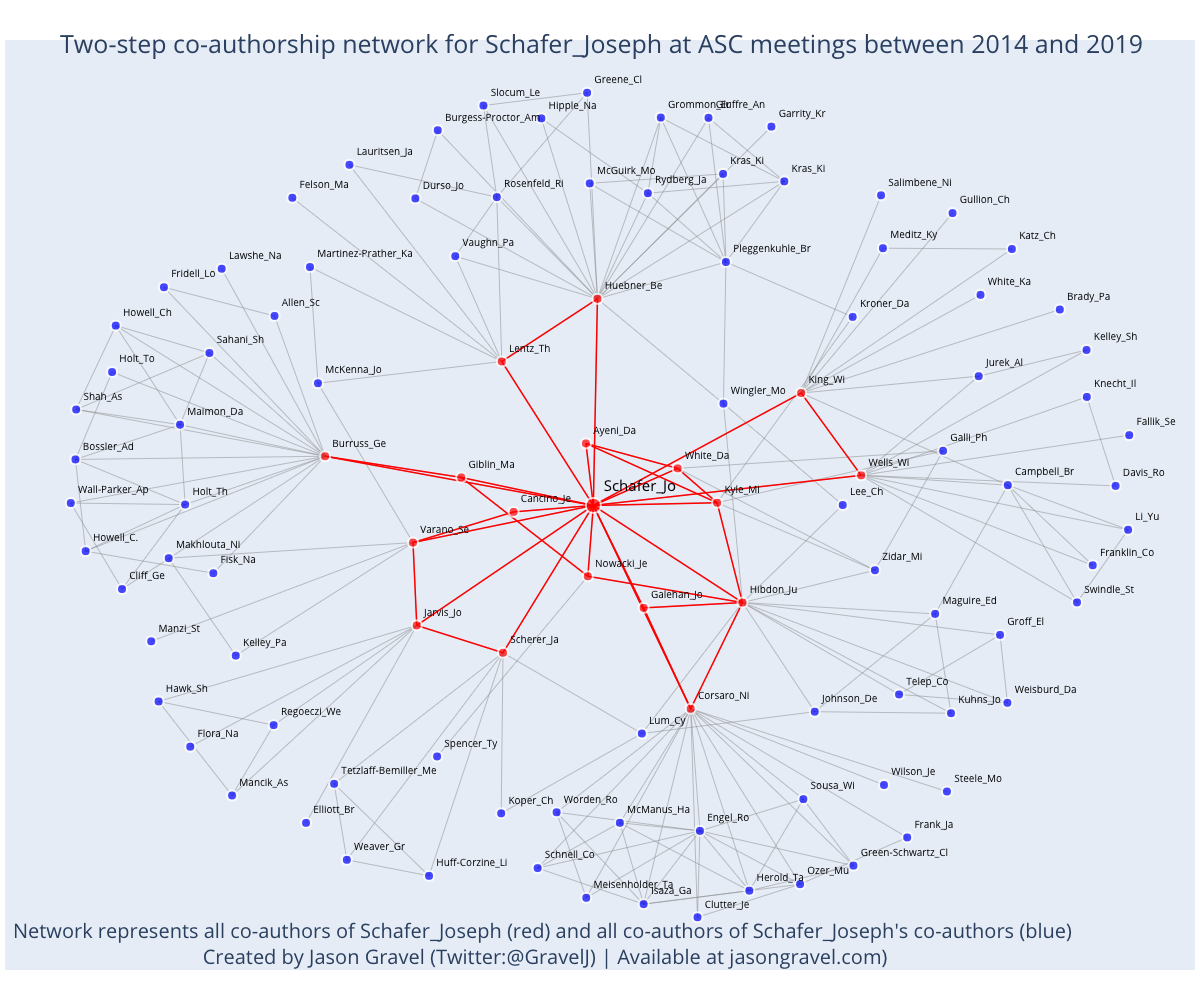 Two-step co-authorship network for Schafer_Joseph at ASC meetings between 2014 and 2019
Greene_Cl
Slocum_Le
Hipple_Na
Burgess-Proctor_Am
Garrity_Kr
Lauritsen_Ja
Felson_Ma
Durso_Jo
Rosenfeld_Ri
McGuirk_Mo
Rydberg_Ja
Kras_Ki
Kras_Ki
Salimbene_Ni
Gullion_Ch
Meditz_Ky
Katz_Ch
Vaughn_Pa
Pleggenkuhle_Br
Martinez-Prather_Ka
Lawshe_Na
Fridell_Lo
Allen_Sc
Huebner_Be
White_Ka
Brady_Pa
Kroner_Da
Howell_Ch
Sahani_Sh
Holt_To
Lentz_Th
McKenna_Jo
Kelley_Sh
Jurek_Al
King_Wi
Knecht_Il
Wingler_Mo
Shah_As
Maimon_Da
Fallik_Se
Ayeni_Da
Galli_Ph
Bossler_Ad
Burruss_Ge
Giblin_Ma
White_Da
Wells_Wi
Campbell_Br
Davis_Ro
Wall-Parker_Ap
Holt_Th
Cancino_Je
Schafer_Jo
Kyle_Mi
Lee_Ch
Li_Yu
Howell_C.
Makhlouta_Ni
Varano_Se
Fisk_Na
Cliff_Ge
Nowacki_Je
Zidar_Mi
Franklin_Co
Swindle_St
Galehan_Jo
Hibdon_Ju
Maguire_Ed
Groff_El
Manzi_St
Kelley_Pa
Jarvis_Jo
Scherer_Ja
Hawk_Sh
Regoeczi_We
Corsaro_Ni
Telep_Co
Weisburd_Da
Johnson_De
Kuhns_Jo
Flora_Na
Lum_Cy
Spencer_Ty
Mancik_As
Tetzlaff-Bemiller_Me
Wilson_Je
Steele_Mo
Sousa_Wi
Elliott_Br
Koper_Ch
Worden_Ro
McManus_Ha
Engel_Ro
Frank_Ja
Weaver_Gr
Huff-Corzine_Li
Schnell_Co
Green-Schwartz_Cl
Meisenholder_Ta
Isaza_Ga
Herold_Ta
Ozer_Mu
Clutter_Je
Network represents all co-authors of Schafer_Joseph (red) and all co-authors of Schafer_Joseph's co-authors (blue)
Created by Jason Gravel (Twitter:@GravelJ) | Available at jasongravel.com)